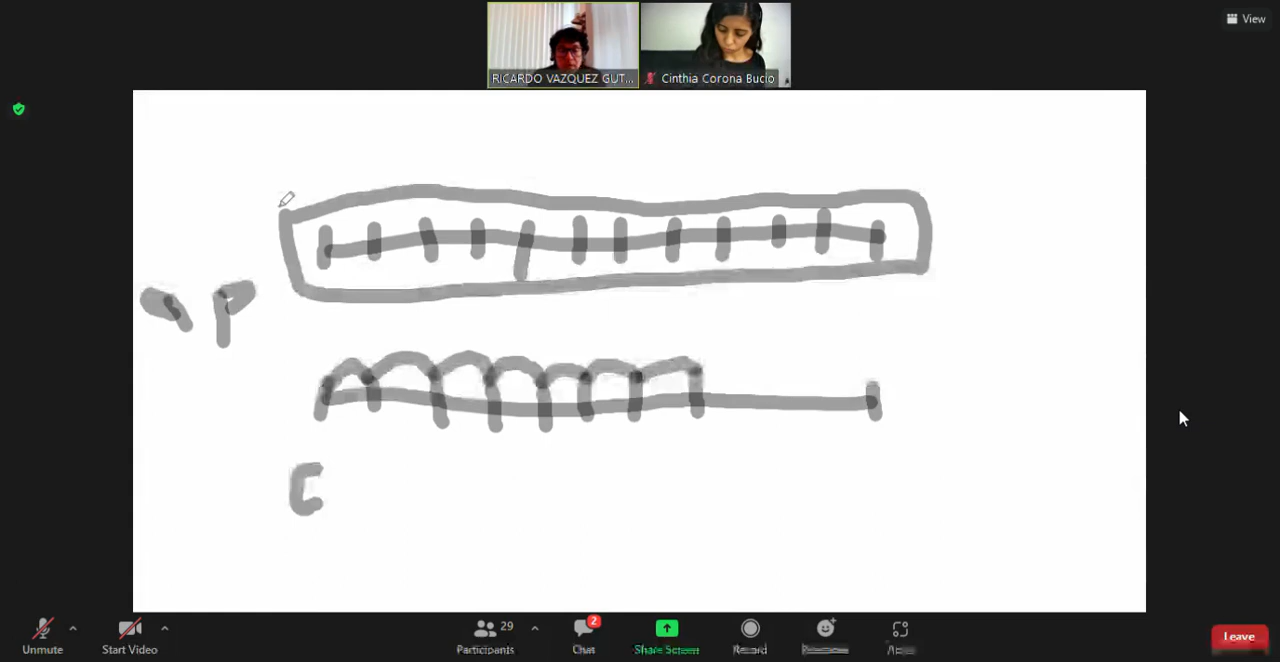 View
RICARDO VAZQUEZ GUT...
Cinthia Corona Bucio
29
2
Unmute
Start Video
Participants
Chat
Share Screen
Record
Leave